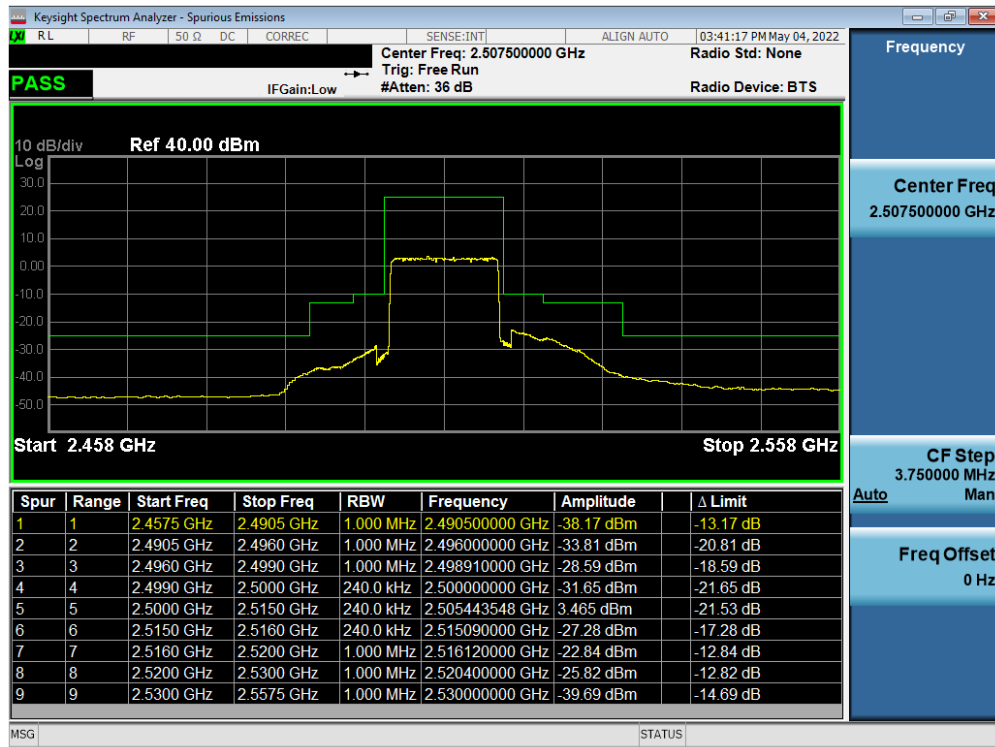 Keysight Spectrum Analyzer - Spurious Emissions
LXI RL RF 50 Ω DC CORREC SENSE:INT ALIGN AUTO 03:41:17 PM May 04, 2022
Center Freq: 2.507500000 GHz Radio Std: None
Trig: Free Run
PASS IFGain:Low #Atten: 36 dB Radio Device: BTS
Frequency
10 dB/div Ref 40.00 dBm
Log
30.0
20.0
10.0
0.00
-10.0
-20.0
-30.0
-40.0
-50.0
Start 2.458 GHz Stop 2.558 GHz
Center Freq
2.507500000 GHz
CF Step
3.750000 MHz
Auto Man
Freq Offset
0 Hz
Spur Range Start Freq Stop Freq RBW Frequency Amplitude Δ Limit
1 1 2.4575 GHz 2.4905 GHz 1.000 MHz 2.490500000 GHz -38.17 dBm -13.17 dB
2 2 2.4905 GHz 2.4960 GHz 1.000 MHz 2.496000000 GHz -33.81 dBm -20.81 dB
3 3 2.4960 GHz 2.4990 GHz 1.000 MHz 2.498910000 GHz -28.59 dBm -18.59 dB
4 4 2.4990 GHz 2.5000 GHz 240.0 kHz 2.500000000 GHz -31.65 dBm -21.65 dB
5 5 2.5000 GHz 2.5150 GHz 240.0 kHz 2.505443548 GHz 3.465 dBm -21.53 dB
6 6 2.5150 GHz 2.5160 GHz 240.0 kHz 2.515090000 GHz -27.28 dBm -17.28 dB
7 7 2.5160 GHz 2.5200 GHz 1.000 MHz 2.516120000 GHz -22.84 dBm -12.84 dB
8 8 2.5200 GHz 2.5300 GHz 1.000 MHz 2.520400000 GHz -25.82 dBm -12.82 dB
9 9 2.5300 GHz 2.5575 GHz 1.000 MHz 2.530000000 GHz -39.69 dBm -14.69 dB
MSG STATUS